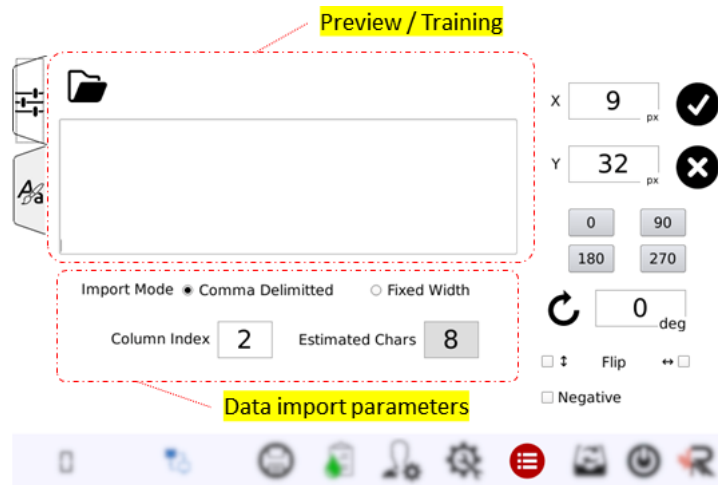 Preview / Training
X 9 px
Aa
Y 32 px
0 90
180 270
Import Mode Comma Delimitted Fixed Width
0 deg
Column Index 2 Estimated Chars 8
↕ Flip ↔
Negative
Data import parameters